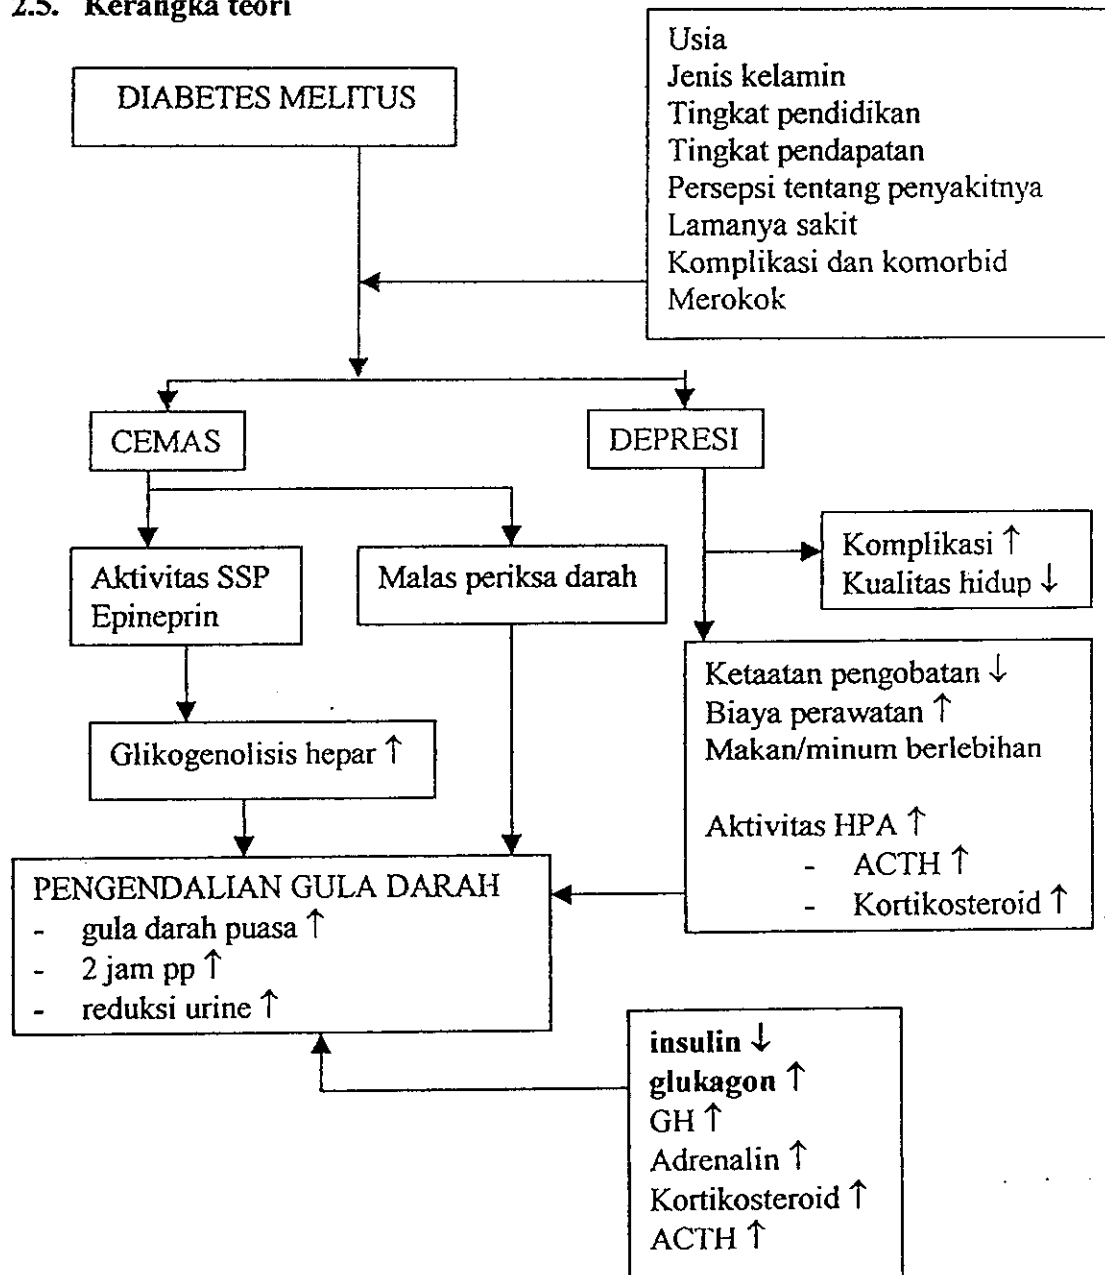 2.5. Kerangka teori
DIABETES MELITUS
Usia
Jenis kelamin
Tingkat pendidikan
Tingkat pendapatan
Persepsi tentang penyakitnya
Lamanya sakit
Komplikasi dan komorbid
Merokok
CEMAS
DEPRESI
Aktivitas SSP
Epineprin
Malas periksa darah
Komplikasi ↑
Kualitas hidup ↓
Glikogenolisis hepar ↑
Ketaatan pengobatan ↓
Biaya perawatan ↑
Makan/minum berlebihan
Aktivitas HPA ↑
- ACTH ↑
- Kortikosteroid ↑
PENGENDALIAN GULA DARAH
- gula darah puasa ↑
- 2 jam pp ↑
- reduksi urine ↑
insulin ↓
glukagon ↑
GH ↑
Adrenalin ↑
Kortikosteroid ↑
ACTH ↑